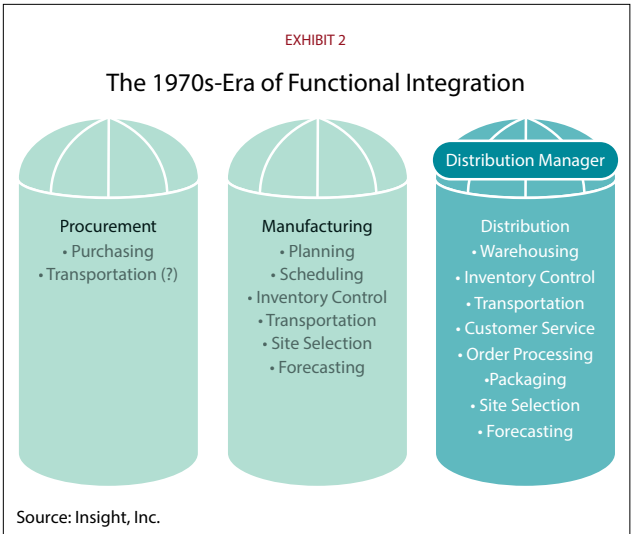 EXHIBIT 2
The 1970s-Era of Functional Integration
Procurement
• Purchasing
• Transportation (?)
Manufacturing
• Planning
• Scheduling
• Inventory Control
• Transportation
• Site Selection
• Forecasting
Distribution Manager
Distribution
• Warehousing
• Inventory Control
• Transportation
• Customer Service
• Order Processing
•Packaging
• Site Selection
• Forecasting
Source: Insight, Inc.